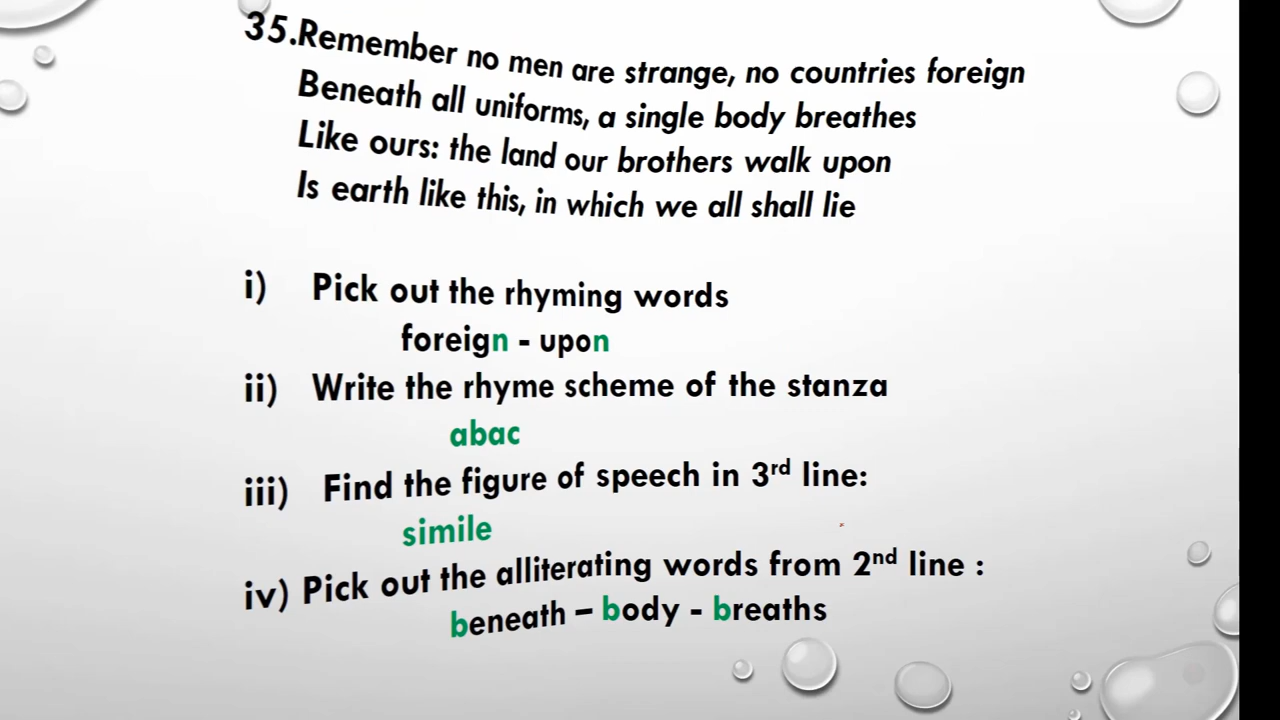 35.Remember no men are strange, no countries foreign
Beneath all uniforms, a single body breathes
Like ours: the land our brothers walk upon
Is earth like this, in which we all shall lie
i) Pick out the rhyming words
foreign - upon
ii) Write the rhyme scheme of the stanza
abac
iii) Find the figure of speech in 3rd line:
simile
iv) Pick out the alliterating words from 2nd line :
beneath – body - breaths